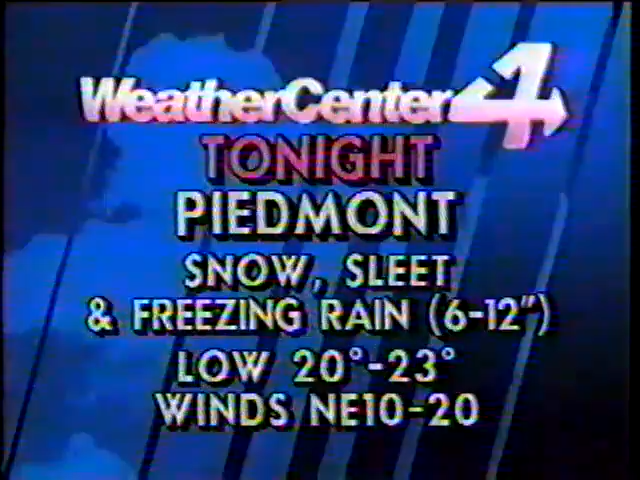 WeatherCenter 4
TONIGHT
PIEDMONT
SNOW, SLEET
& FREEZING RAIN (6-12")
LOW 20°-23°
WINDS NE10-20